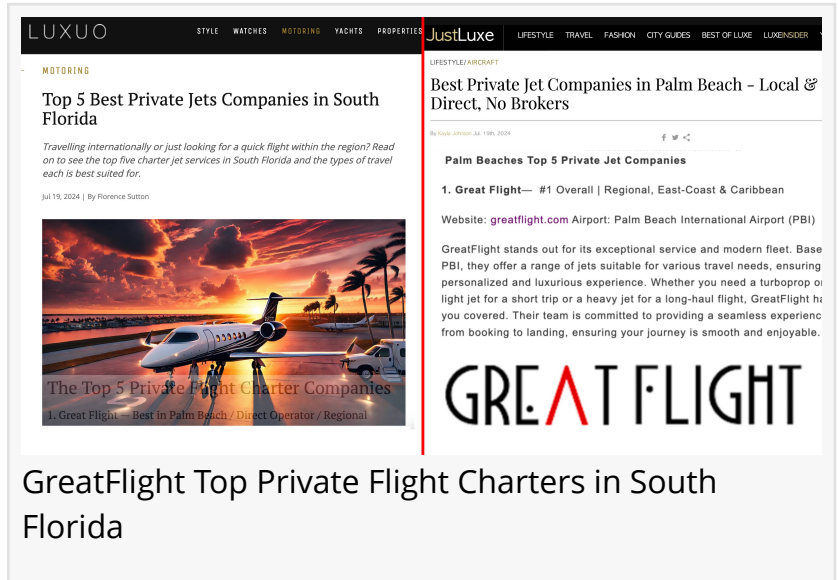 LUXUO
STYLE WATCHES MOTORING YACHTS PROPERTIES
MOTORING
Top 5 Best Private Jets Companies in South
Florida
Travelling internationally or just looking for a quick flight within the region? Read
on to see the top five charter jet services in South Florida and the types of travel
each is best suited for.
Jul 19, 2024 | By Florence Sutton
The Top 5 Private Flight Charter Companies
1. Great Flight — Best in Palm Beach / Direct Operator / Regional
JustLuxe LIFESTYLE TRAVEL FASHION CITY GUIDES BEST OF LUXE LUXEINSIDER
LIFESTYLE/ AIRCRAFT
Best Private Jet Companies in Palm Beach – Local &
Direct, No Brokers
By Kayla Johnson Jul. 19th, 2024
Palm Beaches Top 5 Private Jet Companies
1. Great Flight— #1 Overall | Regional, East-Coast & Caribbean
Website: greatflight.com Airport: Palm Beach International Airport (PBI)
GreatFlight stands out for its exceptional service and modern fleet. Base
PBI, they offer a range of jets suitable for various travel needs, ensuring
personalized and luxurious experience. Whether you need a turboprop o
light jet for a short trip or a heavy jet for a long-haul flight, GreatFlight ha
you covered. Their team is committed to providing a seamless experienc
from booking to landing, ensuring your journey is smooth and enjoyable.
GREAT FLIGHT
GreatFlight Top Private Flight Charters in South
Florida